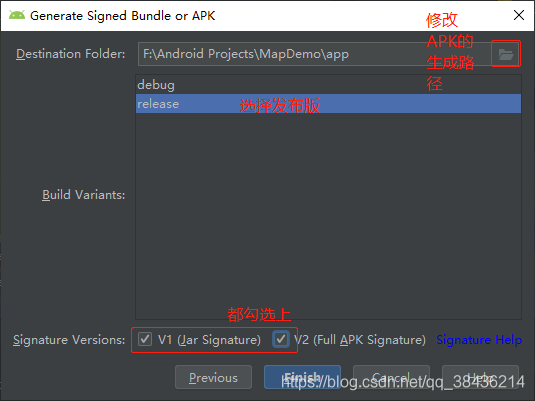 Generate Signed Bundle or APK
修改
APK的
生成路
径
Destination Folder: F:\Android Projects\MapDemo\app
debug
release 选择发布版
Build Variants:
都勾选上
Signature Versions: V1 (Jar Signature) V2 (Full APK Signature) Signature Help
Previous Finish Cancel Help
https://blog.csdn.net/qq_38436214